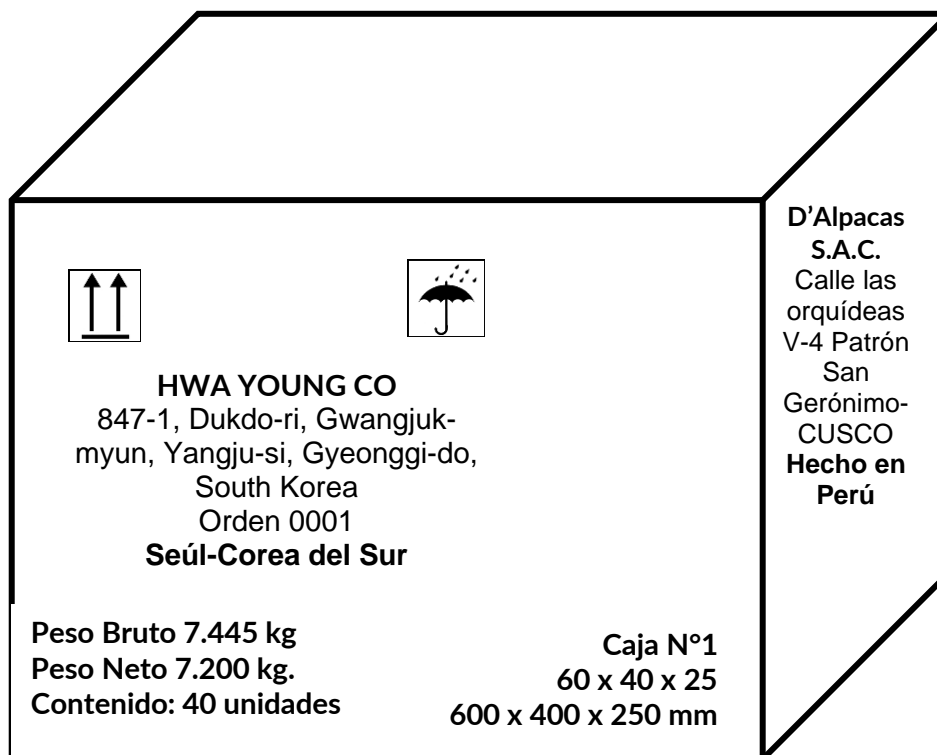 HWA YOUNG CO
847-1, Dukdo-ri, Gwangjuk-
myun, Yangju-si, Gyeonggi-do,
South Korea
Orden 0001
Seúl-Corea del Sur
Peso Bruto 7.445 kg
Peso Neto 7.200 kg.
Contenido: 40 unidades
Caja N°1
60 x 40 x 25
600 x 400 x 250 mm
D’Alpacas
S.A.C.
Calle las
orquídeas
V-4 Patrón
San
Gerónimo-
CUSCO
Hecho en
Perú